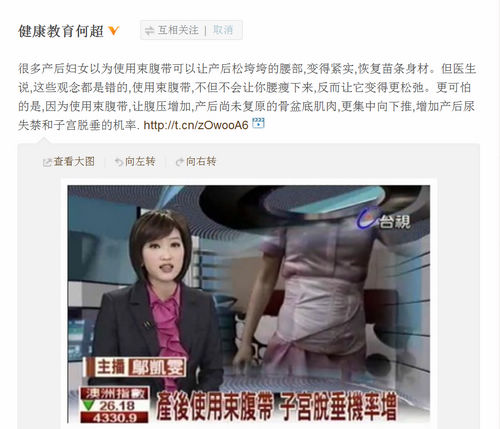 健康教育何超
互相关注 | 取消
很多产后妇女以为使用束腹带可以让产后松垮垮的腰部,变得紧实,恢复苗条身材。但医生
说,这些观念都是错的,使用束腹带,不但不会让你腰瘦下来,反而让它变得更松弛。更可怕
的是,因为使用束腹带,让腹压增加,产后尚未复原的骨盆底肌肉,更集中向下推,增加产后尿
失禁和子宫脱垂的机率. http://t.cn/zOwooA6
查看大图 | 向左转 | 向右转
台視
主播 鄔凱雯
澳洲指數
26.18
4330.9
產後使用束腹帶 子宮脫垂機率增